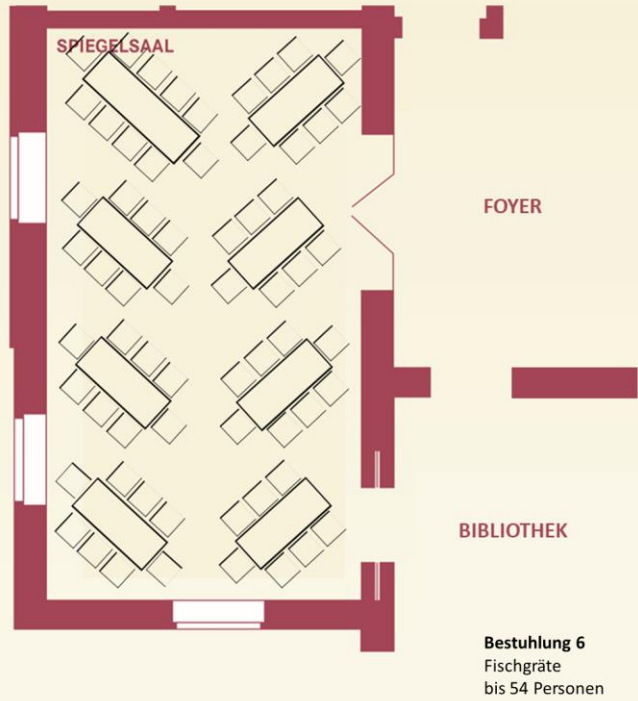 SPIEGELSAAL
FOYER
BIBLIOTHEK
Bestuhlung 6
Fischgräte
bis 54 Personen